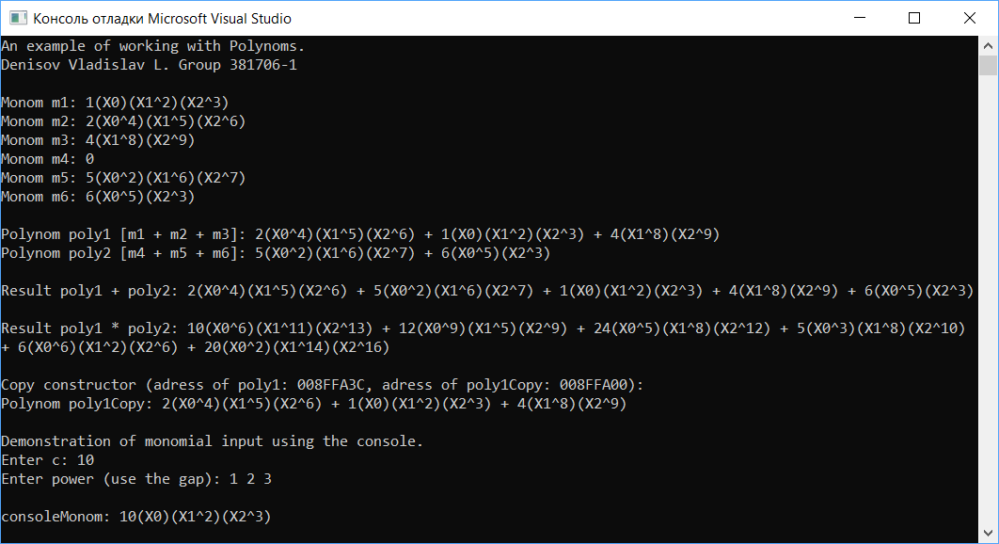 Консоль отладки Microsoft Visual Studio
An example of working with Polynoms.
Denisov Vladislav L. Group 381706-1
Monom m1: 1(X0)(X1^2)(X2^3)
Monom m2: 2(X0^4)(X1^5)(X2^6)
Monom m3: 4(X1^8)(X2^9)
Monom m4: 0
Monom m5: 5(X0^2)(X1^6)(X2^7)
Monom m6: 6(X0^5)(X2^3)
Polynom poly1 [m1 + m2 + m3]: 2(X0^4)(X1^5)(X2^6) + 1(X0)(X1^2)(X2^3) + 4(X1^8)(X2^9)
Polynom poly2 [m4 + m5 + m6]: 5(X0^2)(X1^6)(X2^7) + 6(X0^5)(X2^3)
Result poly1 + poly2: 2(X0^4)(X1^5)(X2^6) + 5(X0^2)(X1^6)(X2^7) + 1(X0)(X1^2)(X2^3) + 4(X1^8)(X2^9) + 6(X0^5)(X2^3)
Result poly1 * poly2: 10(X0^6)(X1^11)(X2^13) + 12(X0^9)(X1^5)(X2^9) + 24(X0^5)(X1^8)(X2^12) + 5(X0^3)(X1^8)(X2^10)
+ 6(X0^6)(X1^2)(X2^6) + 20(X0^2)(X1^14)(X2^16)
Copy constructor (adress of poly1: 008FFA3C, adress of poly1Copy: 008FFA00):
Polynom poly1Copy: 2(X0^4)(X1^5)(X2^6) + 1(X0)(X1^2)(X2^3) + 4(X1^8)(X2^9)
Demonstration of monomial input using the console.
Enter c: 10
Enter power (use the gap): 1 2 3
consoleMonom: 10(X0)(X1^2)(X2^3)